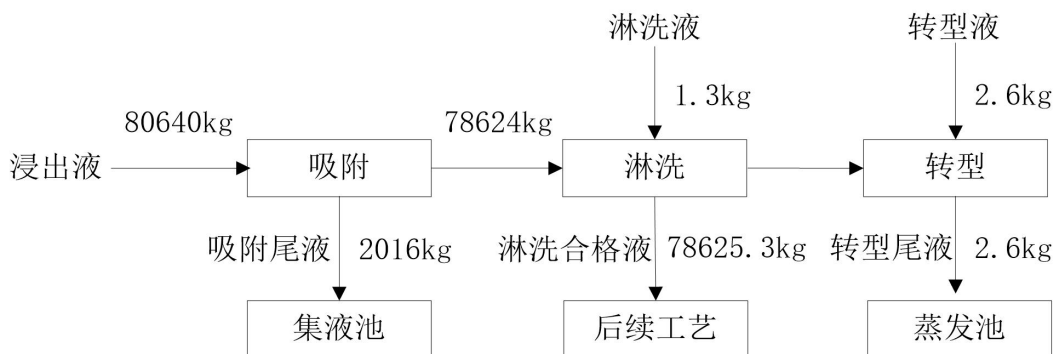 淋洗液 转型液
1.3kg 2.6kg
80640kg 78624kg
浸出液 吸附 淋洗 转型
吸附尾液 2016kg 淋洗合格液 78625.3kg 转型尾液 2.6kg
集液池 后续工艺 蒸发池